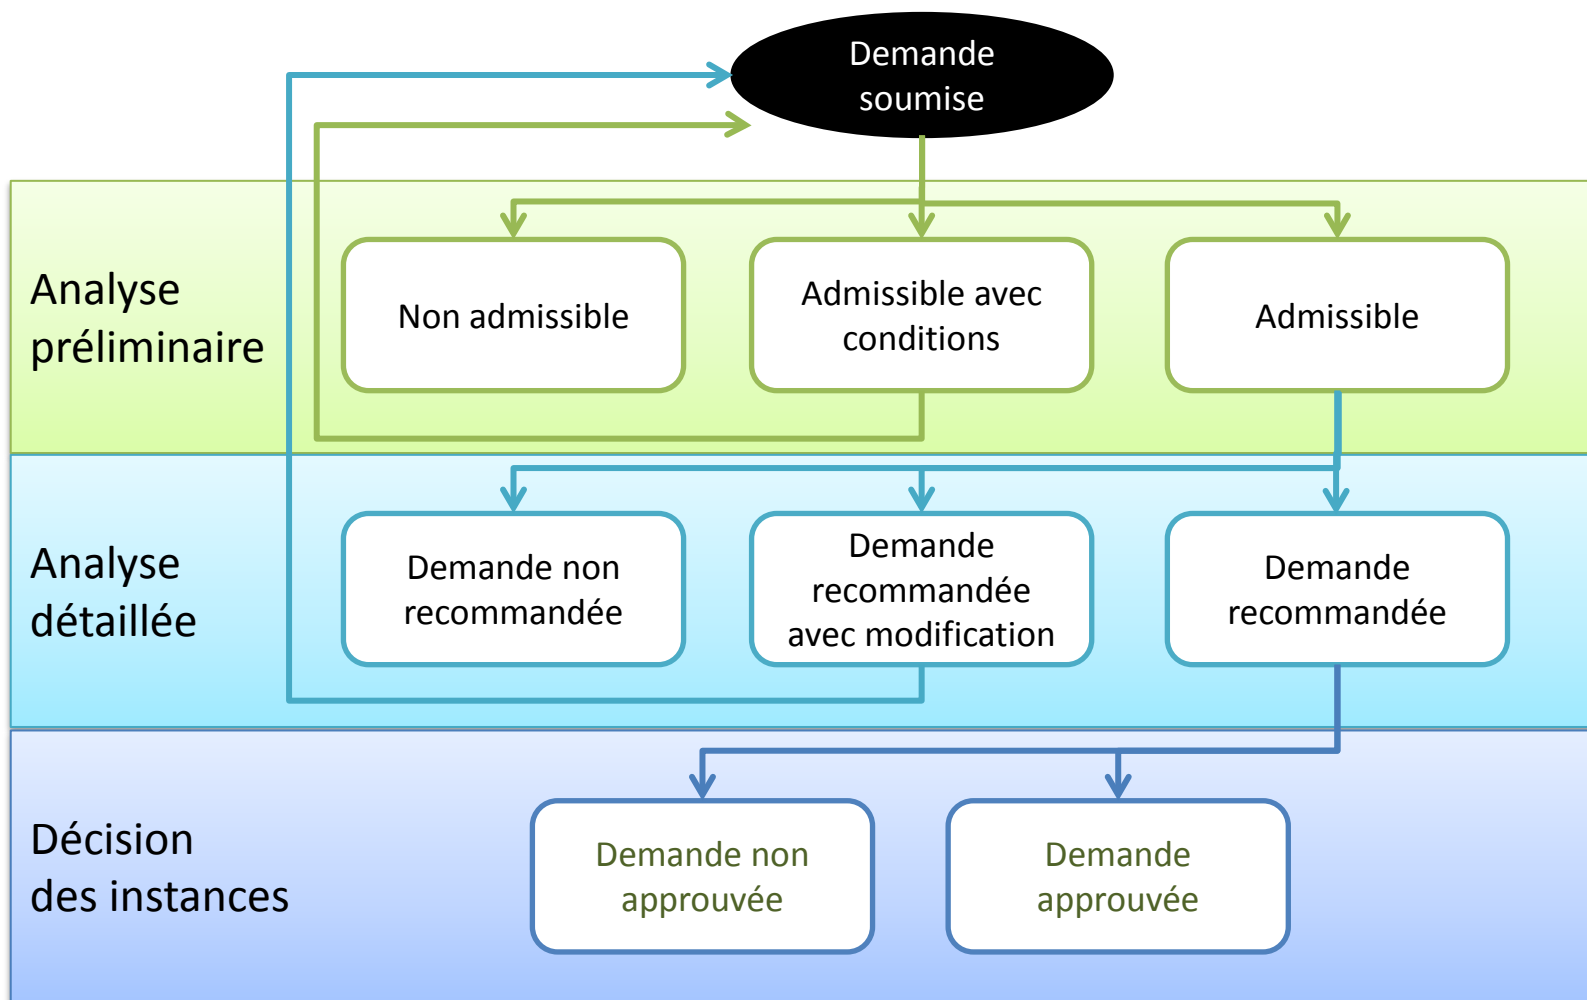 Demande
soumise
Analyse
préliminaire
Non admissible
Admissible avec
conditions
Admissible
Analyse
détaillée
Demande non
recommandée
Demande
recommandée
avec modification
Demande
recommandée
Décision
des instances
Demande non
approuvée
Demande
approuvée